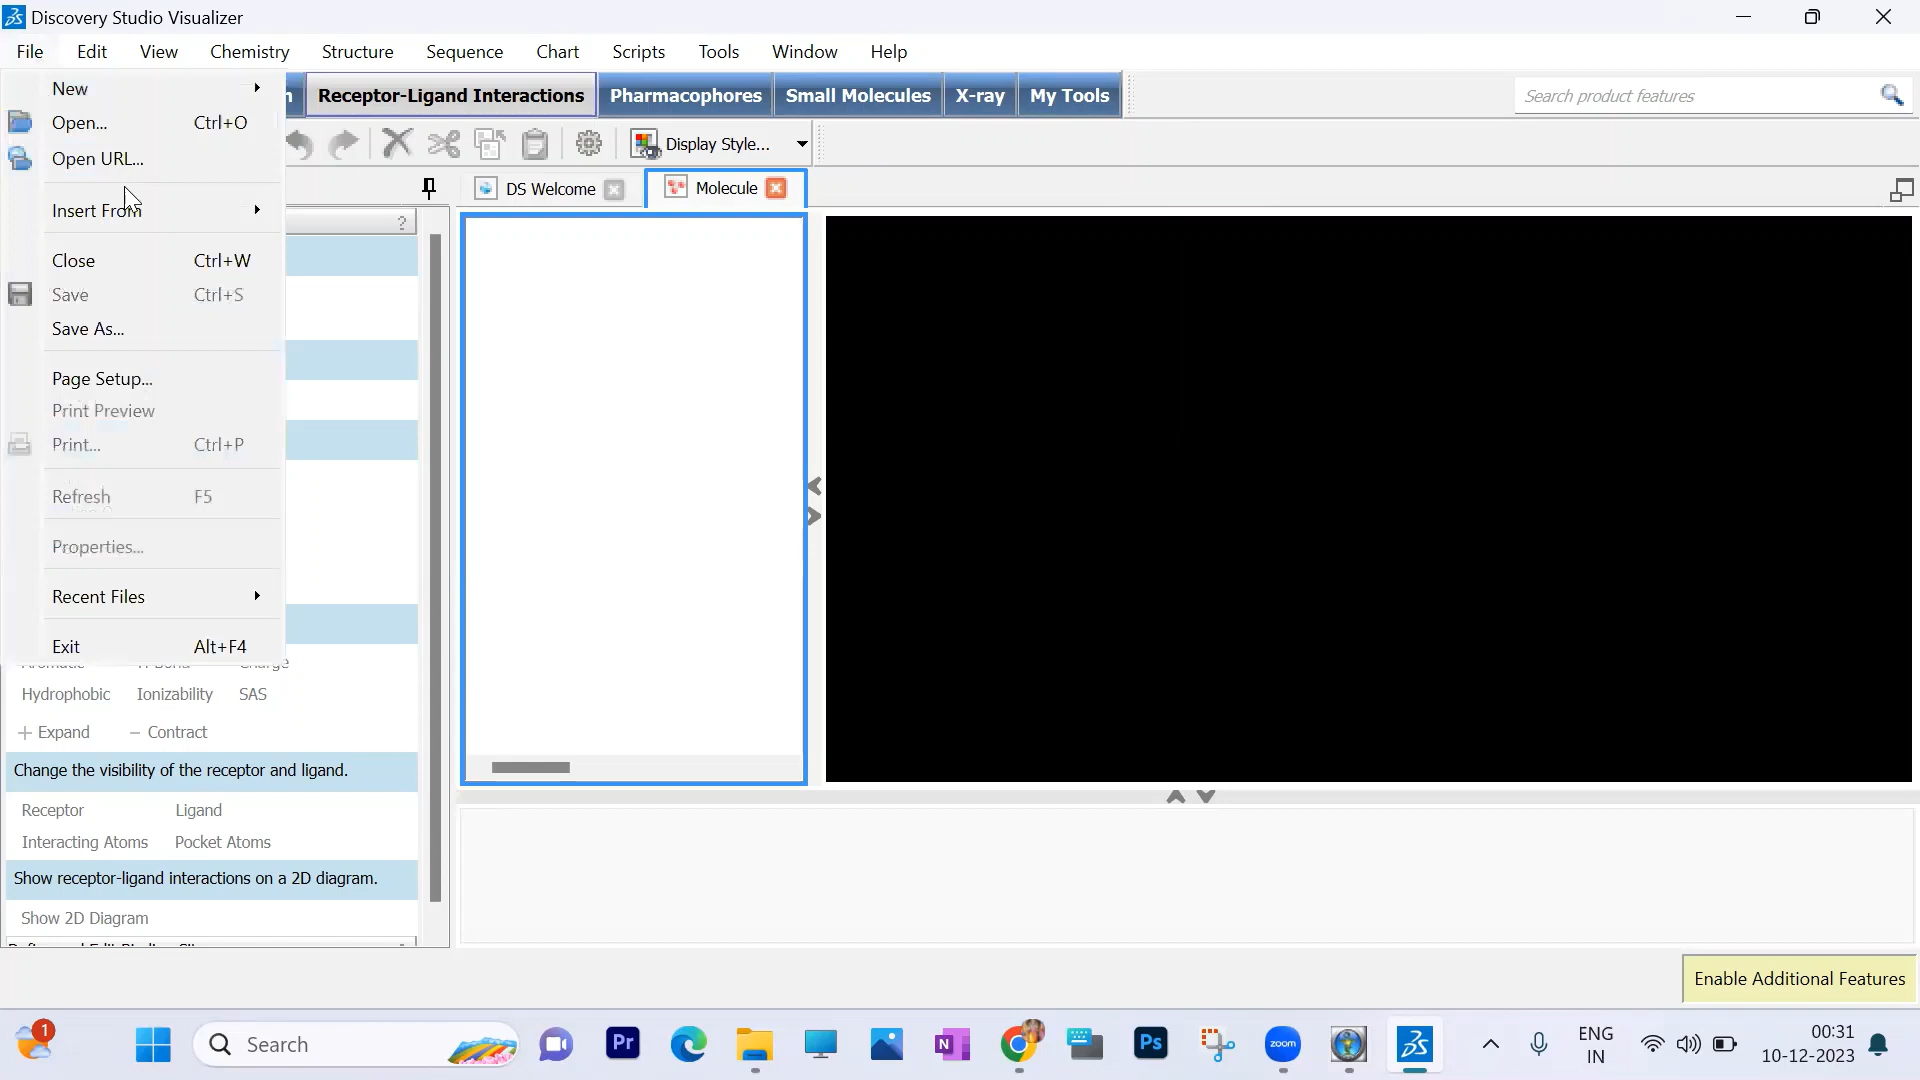 Discovery Studio Visualizer
File Edit View Chemistry Structure Sequence Chart Scripts Tools Window Help
New
Receptor-Ligand Interactions Pharmacophores Small Molecules X-ray My Tools
Search product features
Open... Ctrl+O
Display Style...
Open URL...
DS Welcome Molecule
Insert From
?
Close Ctrl+W
Save Ctrl+S
Save As...
Page Setup...
Print Preview
Print... Ctrl+P
Refresh F5
Properties...
Recent Files
Exit Alt+F4
Hydrophobic Ionizability SAS
+ Expand − Contract
Change the visibility of the receptor and ligand.
Receptor Ligand
Interacting Atoms Pocket Atoms
Show receptor-ligand interactions on a 2D diagram.
Show 2D Diagram
Enable Additional Features
1
Search
Pr
N
Ps
zoom
ENG
IN
00:31
10-12-2023